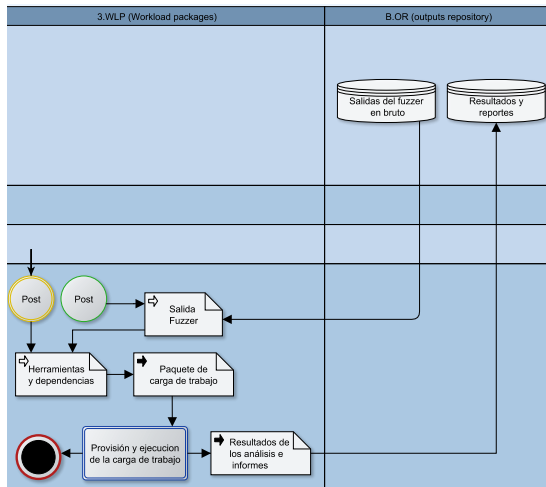 3.WLP (Workload packages)
B.OR (outputs repository)
Salidas del fuzzer
en bruto
Resultados y
reportes
Post
Post
Salida
Fuzzer
Herramientas
y dependencias
Paquete de
carga de trabajo
Provisión y ejecucion
de la carga de trabajo
Resultados de
los análisis e
informes